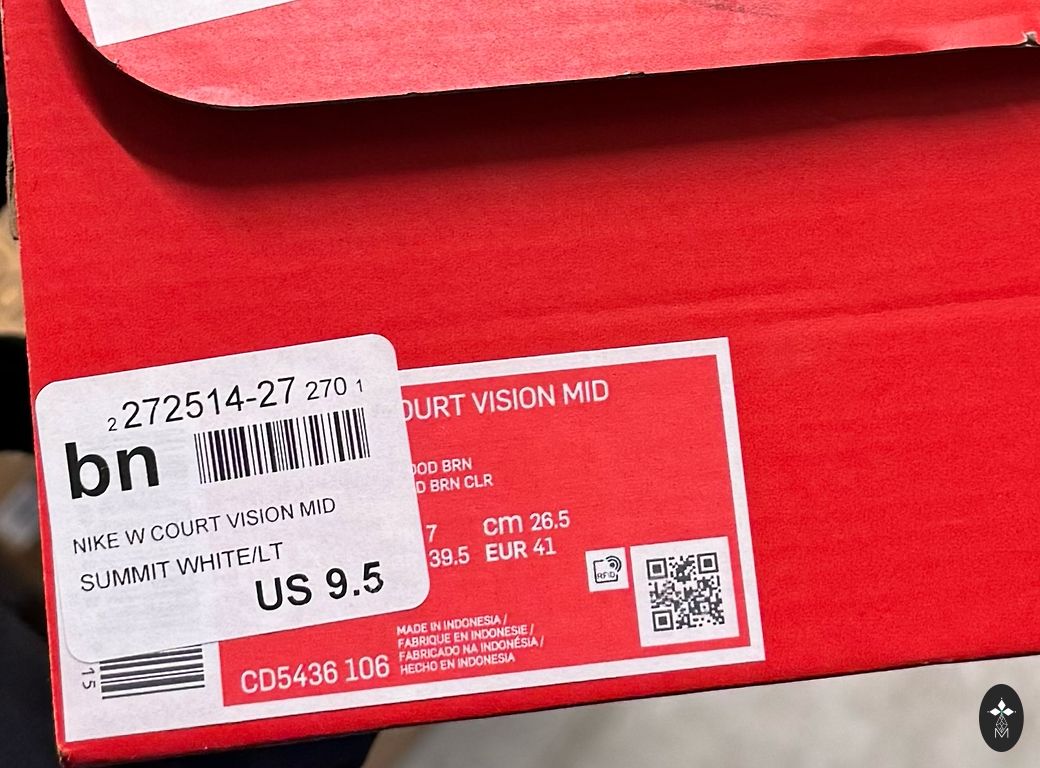 2 272514-27 270 1
bn
NIKE W COURT VISION MID
SUMMIT WHITE/LT
US 9.5
OURT VISION MID
OOD BRN
D BRN CLR
7 cm 26.5
39.5 EUR 41
RFID
MADE IN INDONESIA /
FABRIQUE EN INDONESIE /
FABRICADO NA INDONÉSIA /
HECHO EN INDONESIA
CD5436 106
15
M